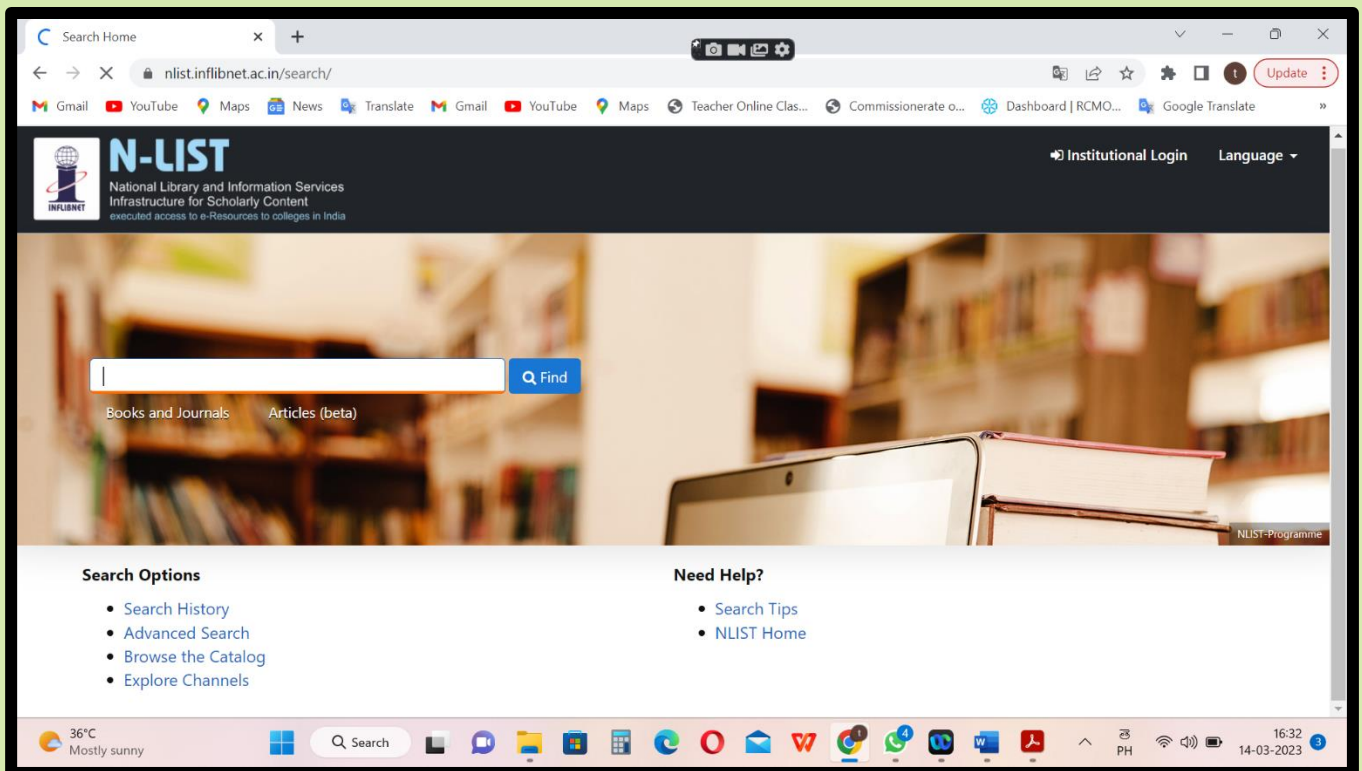 Search Home
nlist.inflibnet.ac.in/search/
t
Update
Gmail YouTube Maps GE News Translate Gmail YouTube Maps Teacher Online Clas... Commissionerate o... Dashboard | RCMO... Google Translate »
INFLIBNET
N-LIST
National Library and Information Services
Infrastructure for Scholarly Content
executed access to e-Resources to colleges in India
Institutional Login Language
Find
Books and Journals Articles (beta)
NLIST-Programme
Search Options
Search History
Advanced Search
Browse the Catalog
Explore Channels
Need Help?
Search Tips
NLIST Home
36°C
Mostly sunny
Search
4
PH
16:32
14-03-2023
3